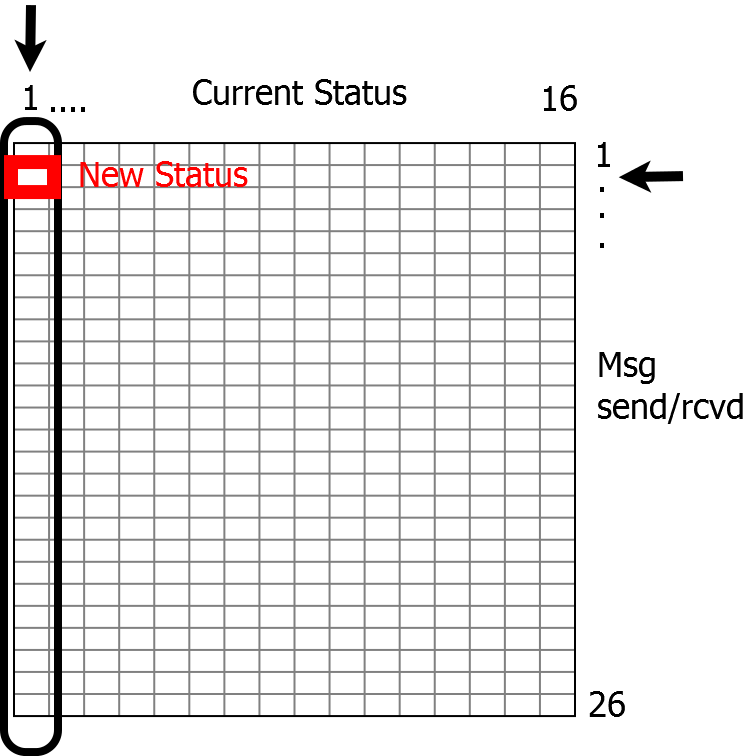 1 ....
Current Status
16
New Status
1
.
.
.
Msg
send/rcvd
26